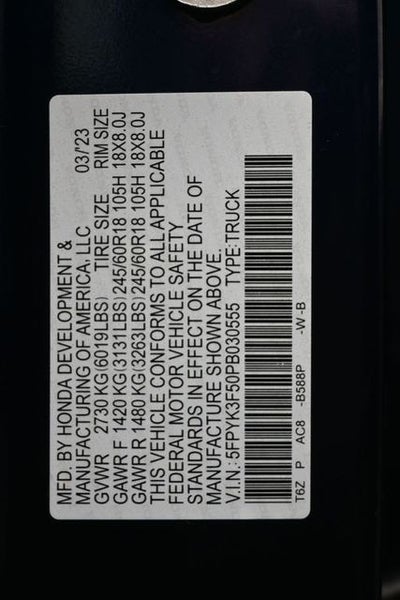 MFD. BY HONDA DEVELOPMENT &
MANUFACTURING OF AMERICA, LLC 03/'23
GVWR 2730 KG(6019LBS) TIRE SIZE RIM SIZE
GAWR F 1420 KG(3131LBS) 245/60R18 105H 18X8.0J
GAWR R 1480 KG(3263LBS) 245/60R18 105H 18X8.0J
THIS VEHICLE CONFORMS TO ALL APPLICABLE
FEDERAL MOTOR VEHICLE SAFETY
STANDARDS IN EFFECT ON THE DATE OF
MANUFACTURE SHOWN ABOVE.
V.I.N.: 5FPYK3F50PB030555 TYPE:TRUCK
T6Z P AC8 -B588P -W-B